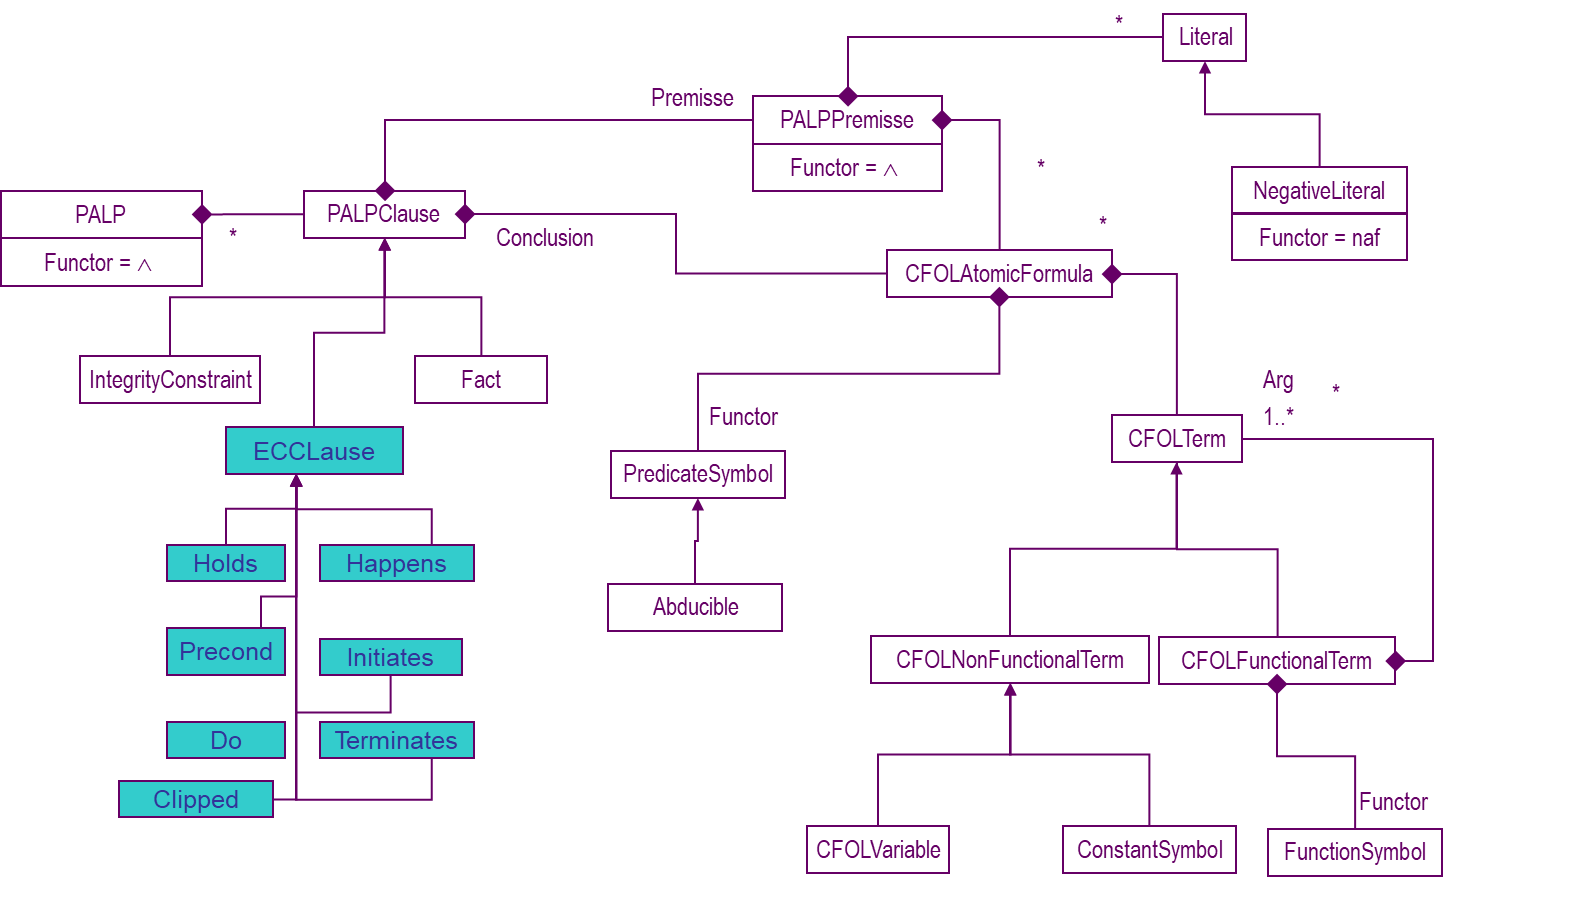 *
Literal
Premisse
PALPPremisse
Functor = ∧
*
NegativeLiteral
Functor = naf
PALP
Functor = ∧
*
PALPClause
Conclusion
*
CFOLAtomicFormula
IntegrityConstraint
Fact
Arg
*
1..*
Functor
CFOLTerm
ECCLause
PredicateSymbol
Holds
Happens
Abducible
Precond
Initiates
CFOLNonFunctionalTerm
CFOLFunctionalTerm
Do
Terminates
Clipped
Functor
CFOLVariable
ConstantSymbol
FunctionSymbol